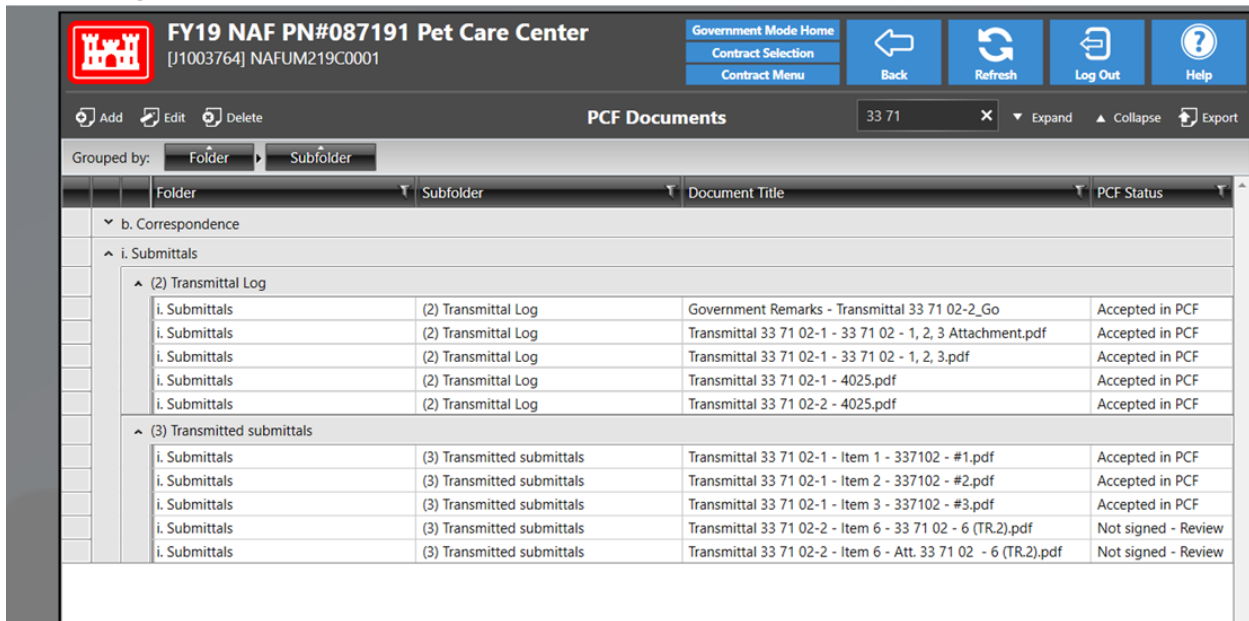 FY19 NAF PN#087191 Pet Care Center
[J1003764] NAFUM219C0001
Government Mode Home
Contract Selection
Contract Menu
Back
Refresh
Log Out
Help
Add Edit Delete
PCF Documents
33 71
Expand Collapse Export
Grouped by: Folder Subfolder
Folder Subfolder Document Title PCF Status
b. Correspondence
i. Submittals
(2) Transmittal Log
i. Submittals (2) Transmittal Log Government Remarks - Transmittal 33 71 02-2_Go Accepted in PCF
i. Submittals (2) Transmittal Log Transmittal 33 71 02-1 - 33 71 02 - 1, 2, 3 Attachment.pdf Accepted in PCF
i. Submittals (2) Transmittal Log Transmittal 33 71 02-1 - 33 71 02 - 1, 2, 3.pdf Accepted in PCF
i. Submittals (2) Transmittal Log Transmittal 33 71 02-1 - 4025.pdf Accepted in PCF
i. Submittals (2) Transmittal Log Transmittal 33 71 02-2 - 4025.pdf Accepted in PCF
(3) Transmitted submittals
i. Submittals (3) Transmitted submittals Transmittal 33 71 02-1 - Item 1 - 337102 - #1.pdf Accepted in PCF
i. Submittals (3) Transmitted submittals Transmittal 33 71 02-1 - Item 2 - 337102 - #2.pdf Accepted in PCF
i. Submittals (3) Transmitted submittals Transmittal 33 71 02-1 - Item 3 - 337102 - #3.pdf Accepted in PCF
i. Submittals (3) Transmitted submittals Transmittal 33 71 02-2 - Item 6 - 33 71 02 - 6 (TR.2).pdf Not signed - Review
i. Submittals (3) Transmitted submittals Transmittal 33 71 02-2 - Item 6 - Att. 33 71 02 - 6 (TR.2).pdf Not signed - Review